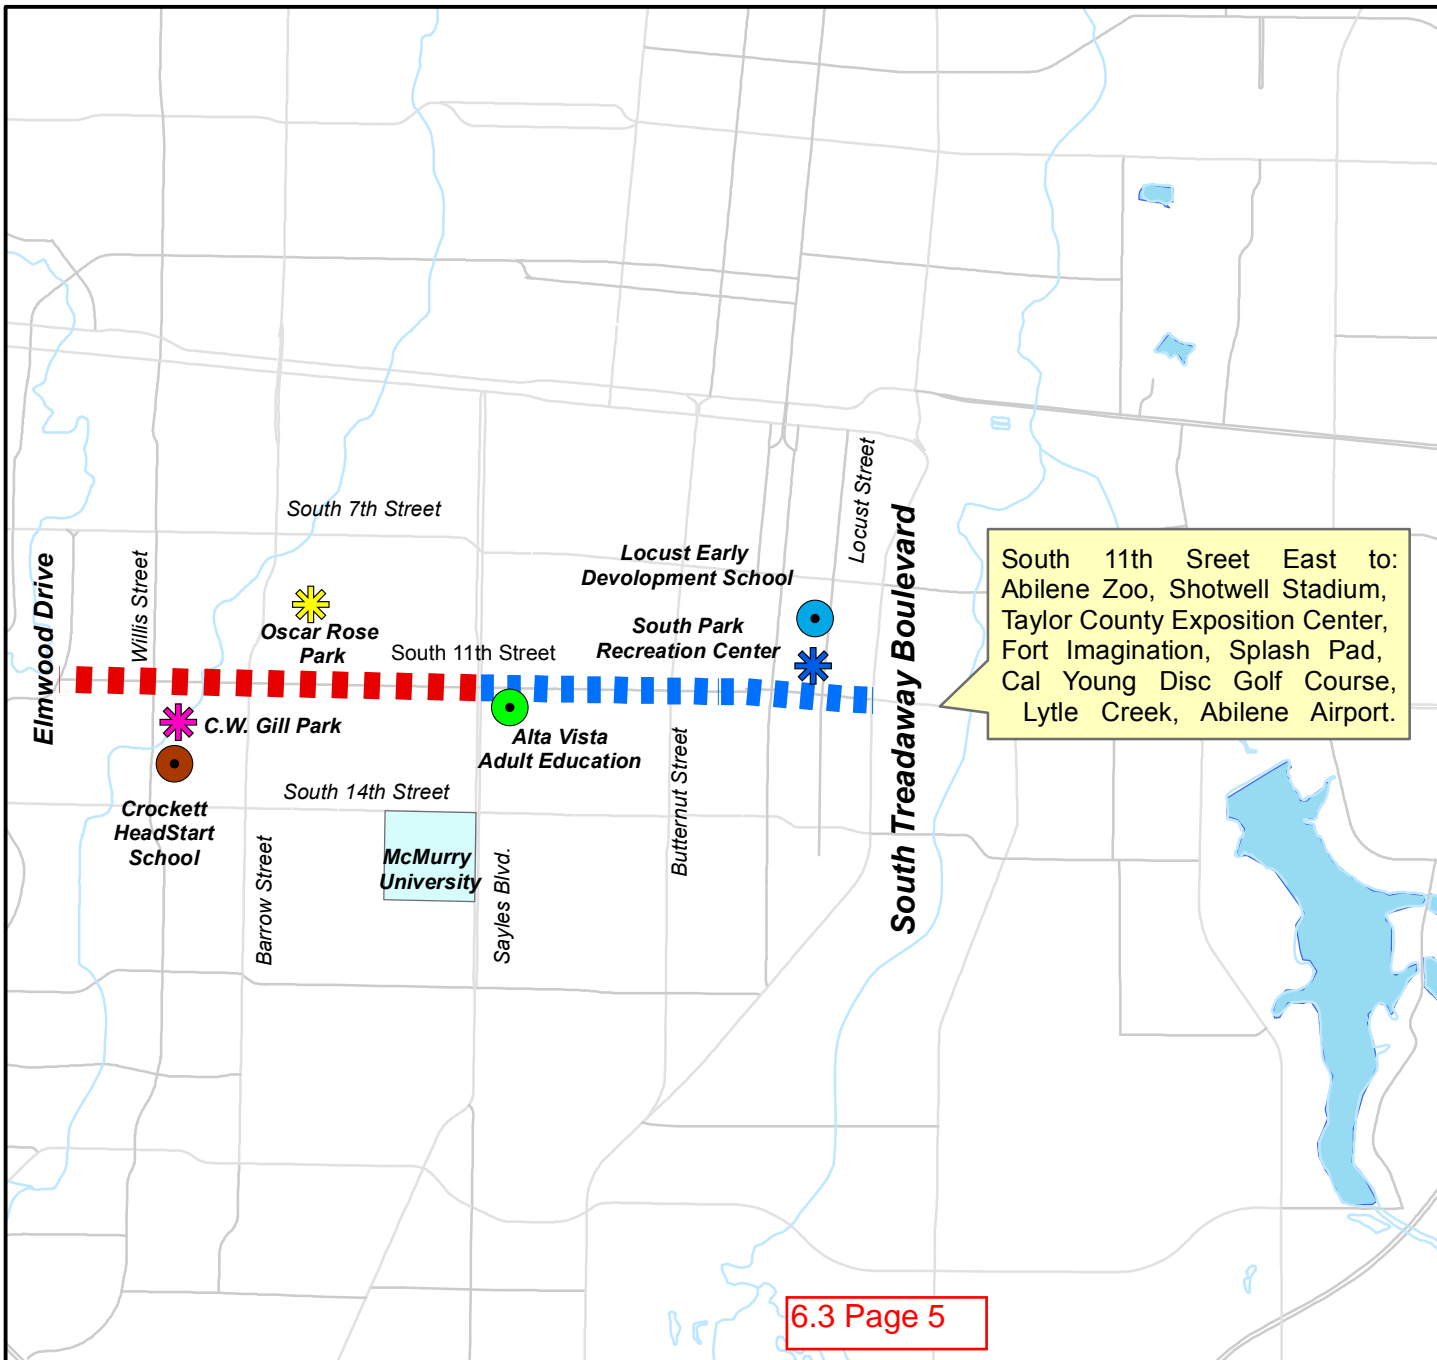 South 7th Street
Locust Street
Elmwood Drive
Willis Street
Oscar Rose
Park
South 11th Street
Locust Early
Devolopment School
South Park
Recreation Center
South Treadaway Boulevard
South 11th Sreet East to:
Abilene Zoo, Shotwell Stadium,
Taylor County Exposition Center,
Fort Imagination, Splash Pad,
Cal Young Disc Golf Course,
Lytle Creek, Abilene Airport.
C.W. Gill Park
Alta Vista
Adult Education
Crockett
HeadStart
School
South 14th Street
Barrow Street
McMurry
University
Sayles Blvd.
Butternut Street
6.3 Page 5